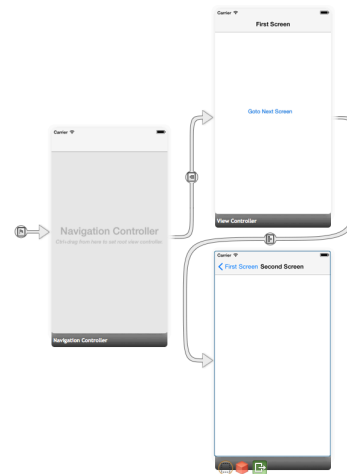 Carrier
First Screen
Goto Next Screen
View Controller
Carrier
Navigation Controller
Ctrl+drag from here to set root view controller
Navigation Controller
Carrier
First Screen Second Screen